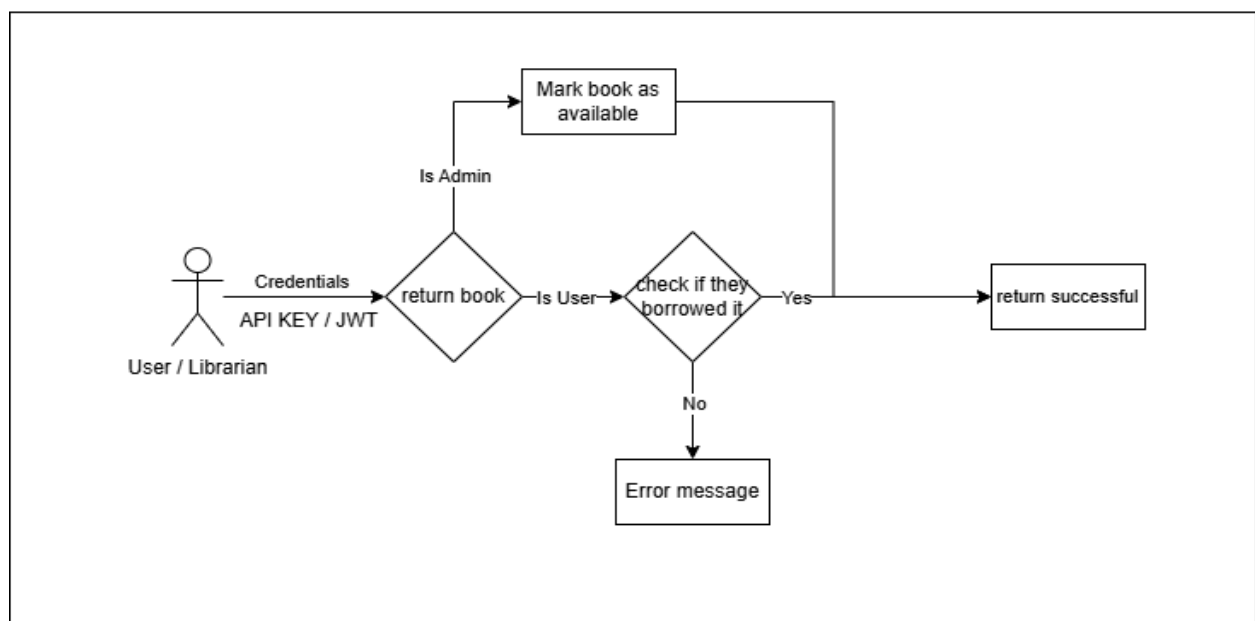 Mark book as
available
Is Admin
Credentials
API KEY / JWT
User / Librarian
return book
Is User
check if they
borrowed it
Yes
return successful
No
Error message